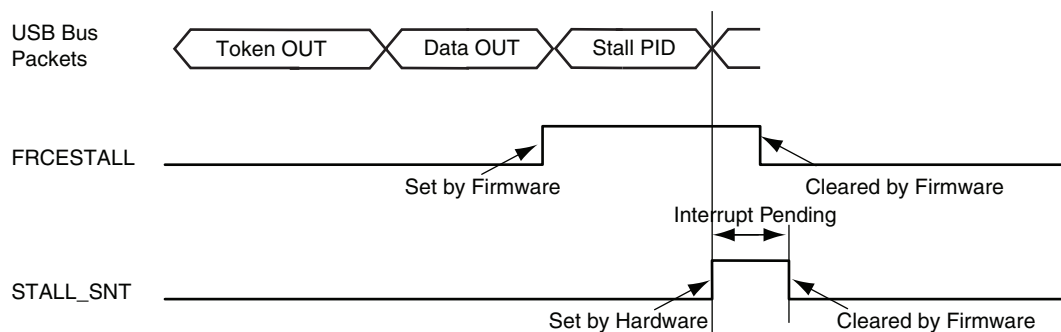 USB Bus
Packets
Token OUT
Data OUT
Stall PID
FRCESTALL
Set by Firmware
Cleared by Firmware
Interrupt Pending
STALL_SNT
Set by Hardware
Cleared by Firmware